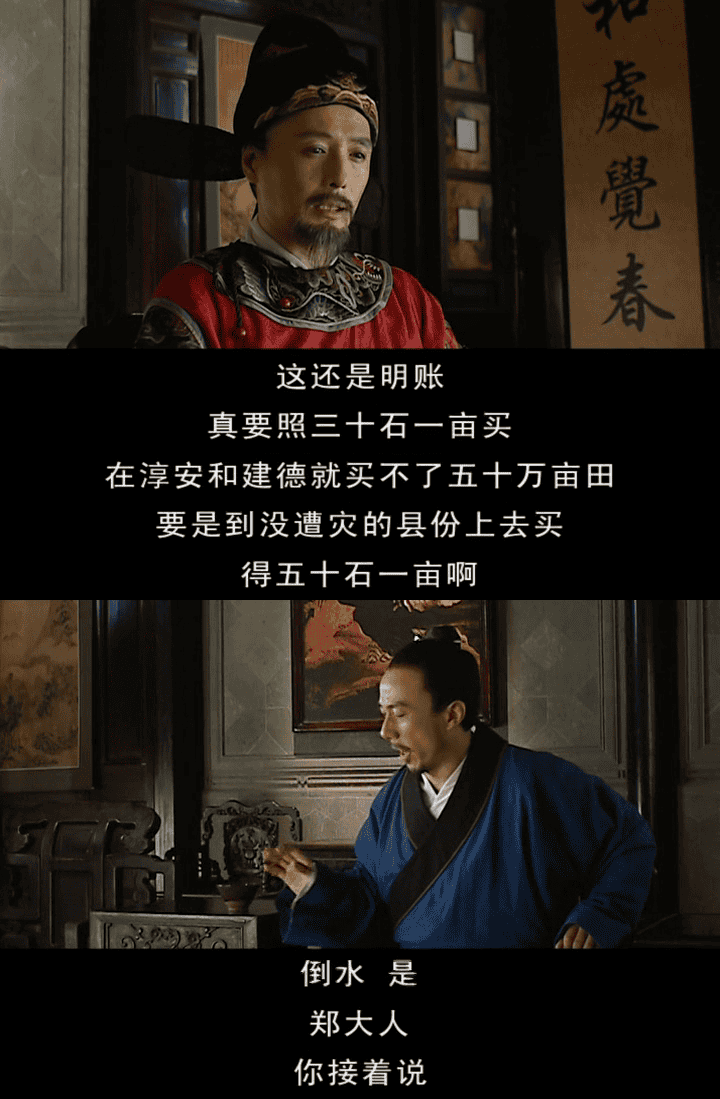 處
覺
春
这还是明账
真要照三十石一亩买
在淳安和建德就买不了五十万亩田
要是到没遭灾的县份上去买
得五十石一亩啊
倒水 是
郑大人
你接着说